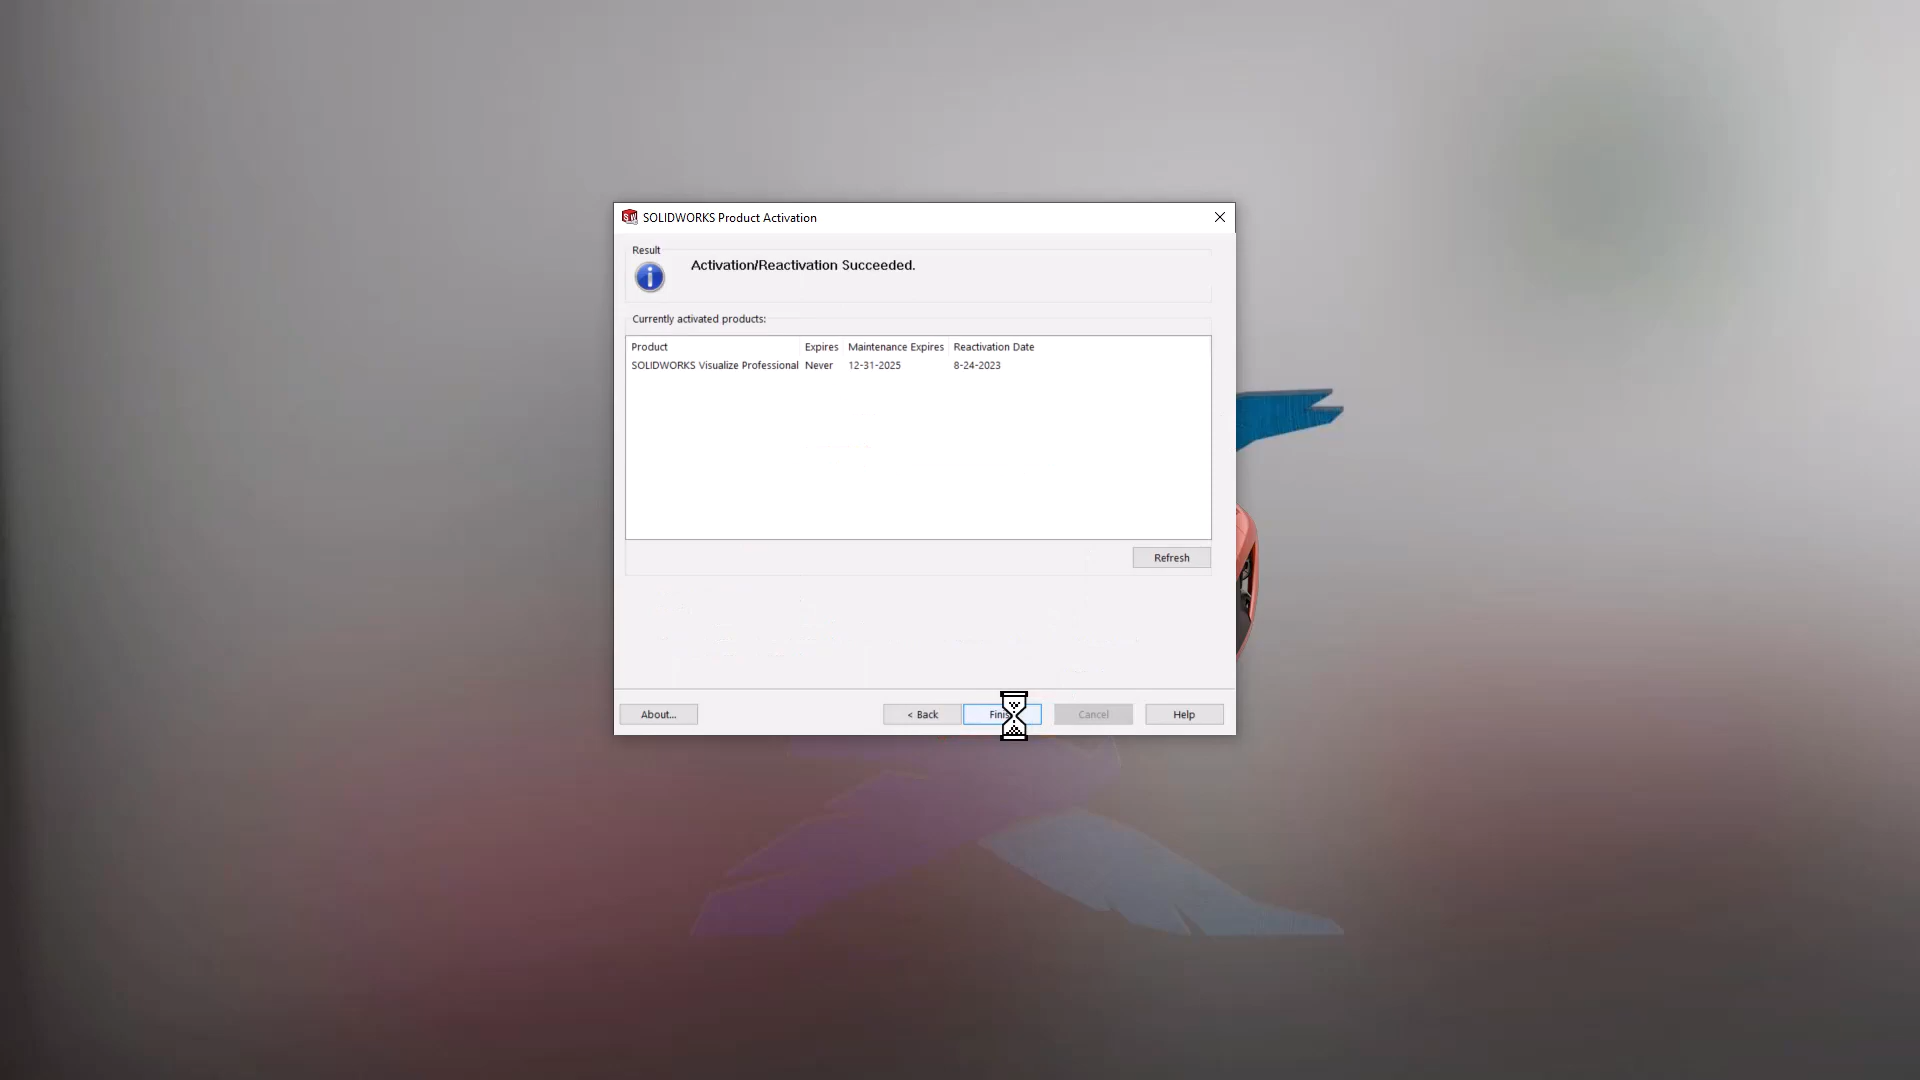 SOLIDWORKS Product Activation
Result
Activation/Reactivation Succeeded.
Currently activated products:
Product Expires Maintenance Expires Reactivation Date
SOLIDWORKS Visualize Professional Never 12-31-2025 8-24-2023
Refresh
About... < Back Cancel Help